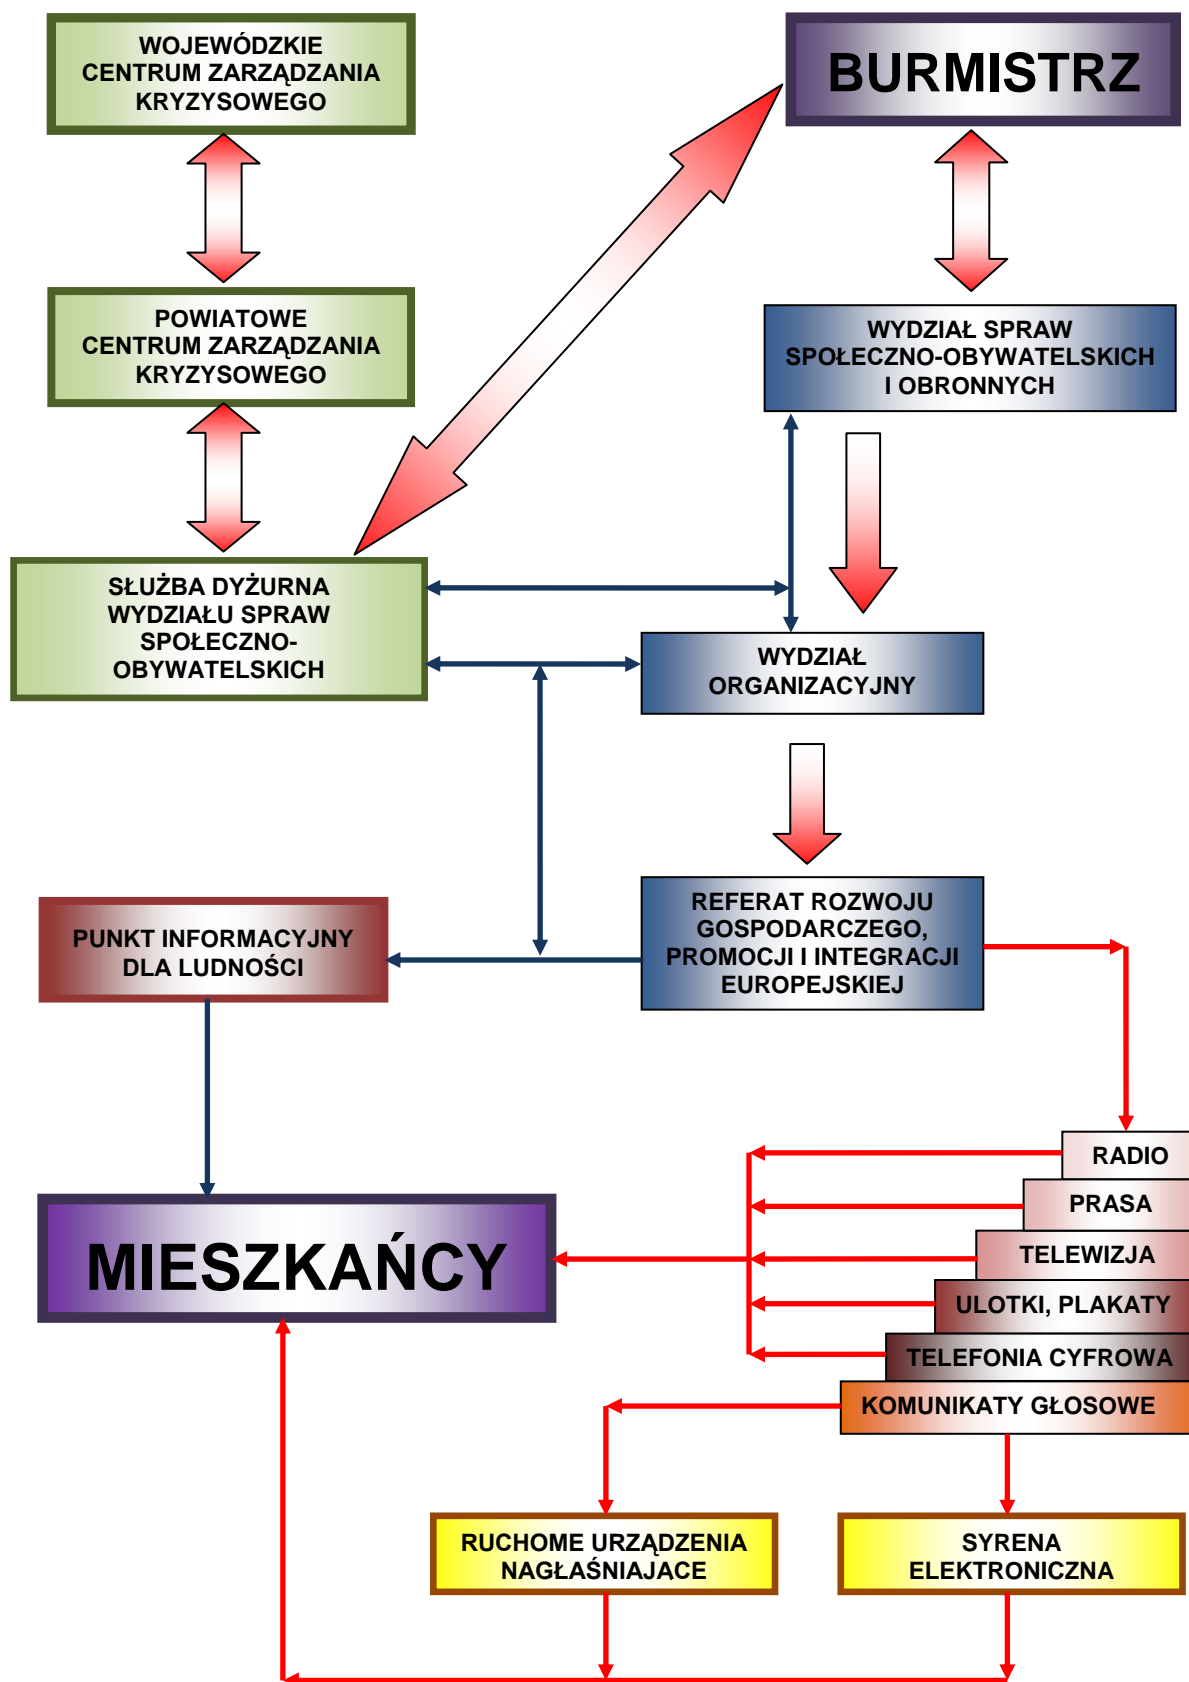 WOJEWÓDZKIE
CENTRUM ZARZĄDZANIA
KRYZYSOWEGO
BURMISTRZ
POWIATOWE
CENTRUM ZARZĄDZANIA
KRYZYSOWEGO
WYDZIAŁ SPRAW
SPOŁECZNO-OBYWATELSKICH
I OBRONNYCH
SŁUŻBA DYŻURNA
WYDZIAŁU SPRAW
SPOŁECZNO-
OBYWATELSKICH
WYDZIAŁ
ORGANIZACYJNY
REFERAT ROZWOJU
GOSPODARCZEGO,
PROMOCJI I INTEGRACJI
EUROPEJSKIEJ
PUNKT INFORMACYJNY
DLA LUDNOŚCI
RADIO
PRASA
TELEWIZJA
ULOTKI, PLAKATY
TELEFONIA CYFROWA
KOMUNIKATY GŁOSOWE
MIESZKAŃCY
RUCHOME URZĄDZENIA
NAGŁAŚNIAJACE
SYRENA
ELEKTRONICZNA